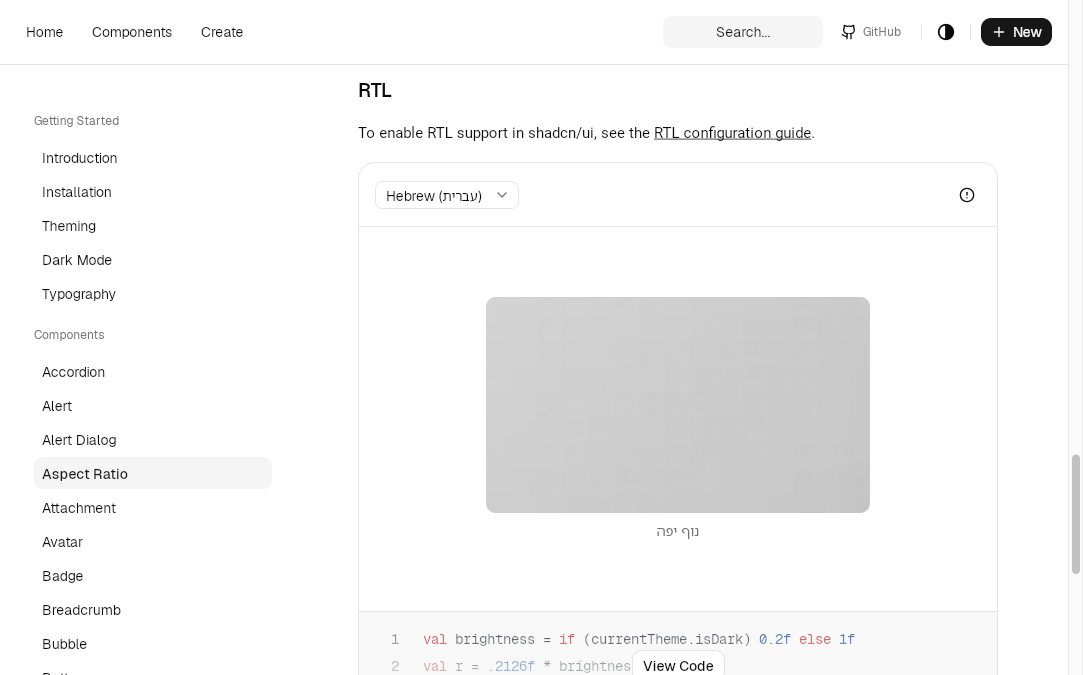 Home
Components
Create
Search...
GitHub
New
Getting Started
Introduction
Installation
Theming
Dark Mode
Typography
Components
Accordion
Alert
Alert Dialog
Aspect Ratio
Attachment
Avatar
Badge
Breadcrumb
Bubble
RTL
To enable RTL support in shadcn/ui, see the RTL configuration guide.
Hebrew (עברית)
נוף יפה
1 val brightness = if (currentTheme.isDark) 0.2f else 1f
2 val r = .2126f * brightnes
View Code